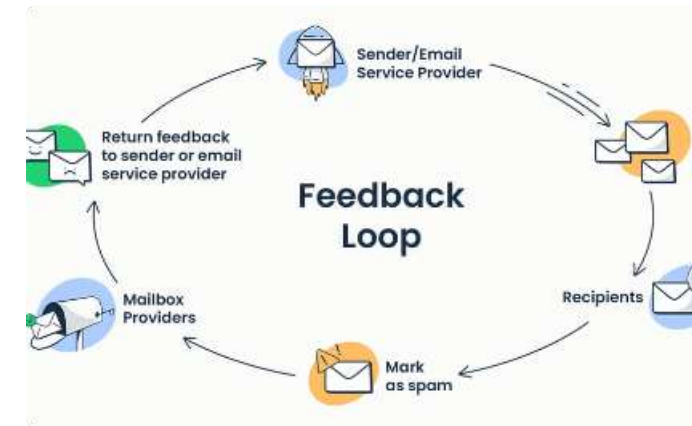 Sender/Email
Service Provider
Return feedback
to sender or email
service provider
Feedback
Loop
Recipients
Mailbox
Providers
Mark
as spam